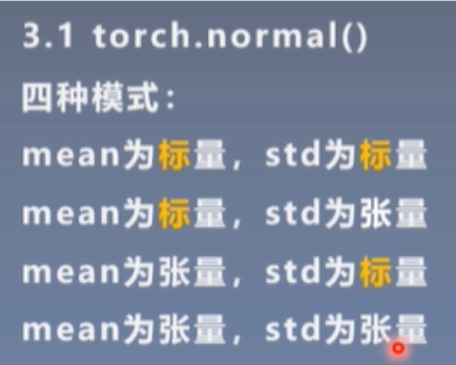 3.1 torch.normal()
四种模式：
mean为标量，std为标量
mean为标量，std为张量
mean为张量，std为标量
mean为张量，std为张量